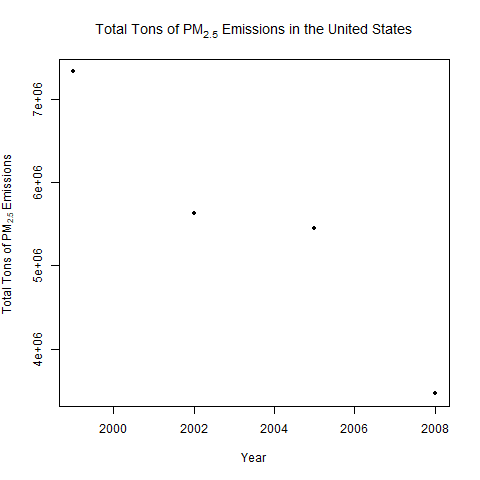 Total Tons of PM2.5 Emissions in the United States
Total Tons of PM2.5 Emissions
7e+06
6e+06
5e+06
4e+06
2000 2002 2004 2006 2008
Year